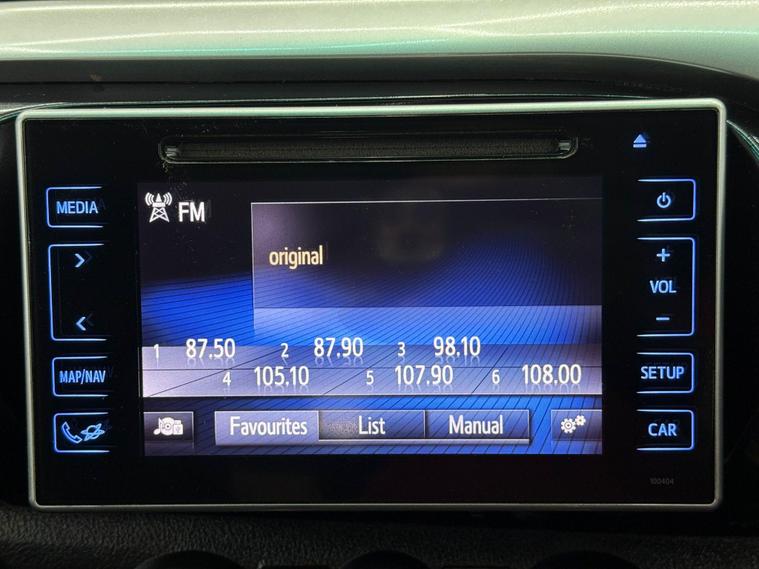 MEDIA
FM
original
1 87.50 2 87.90 3 98.10
4 105.10 5 107.90 6 108.00
MAP/NAV
Favourites List Manual
+
VOL
−
SETUP
CAR
100404